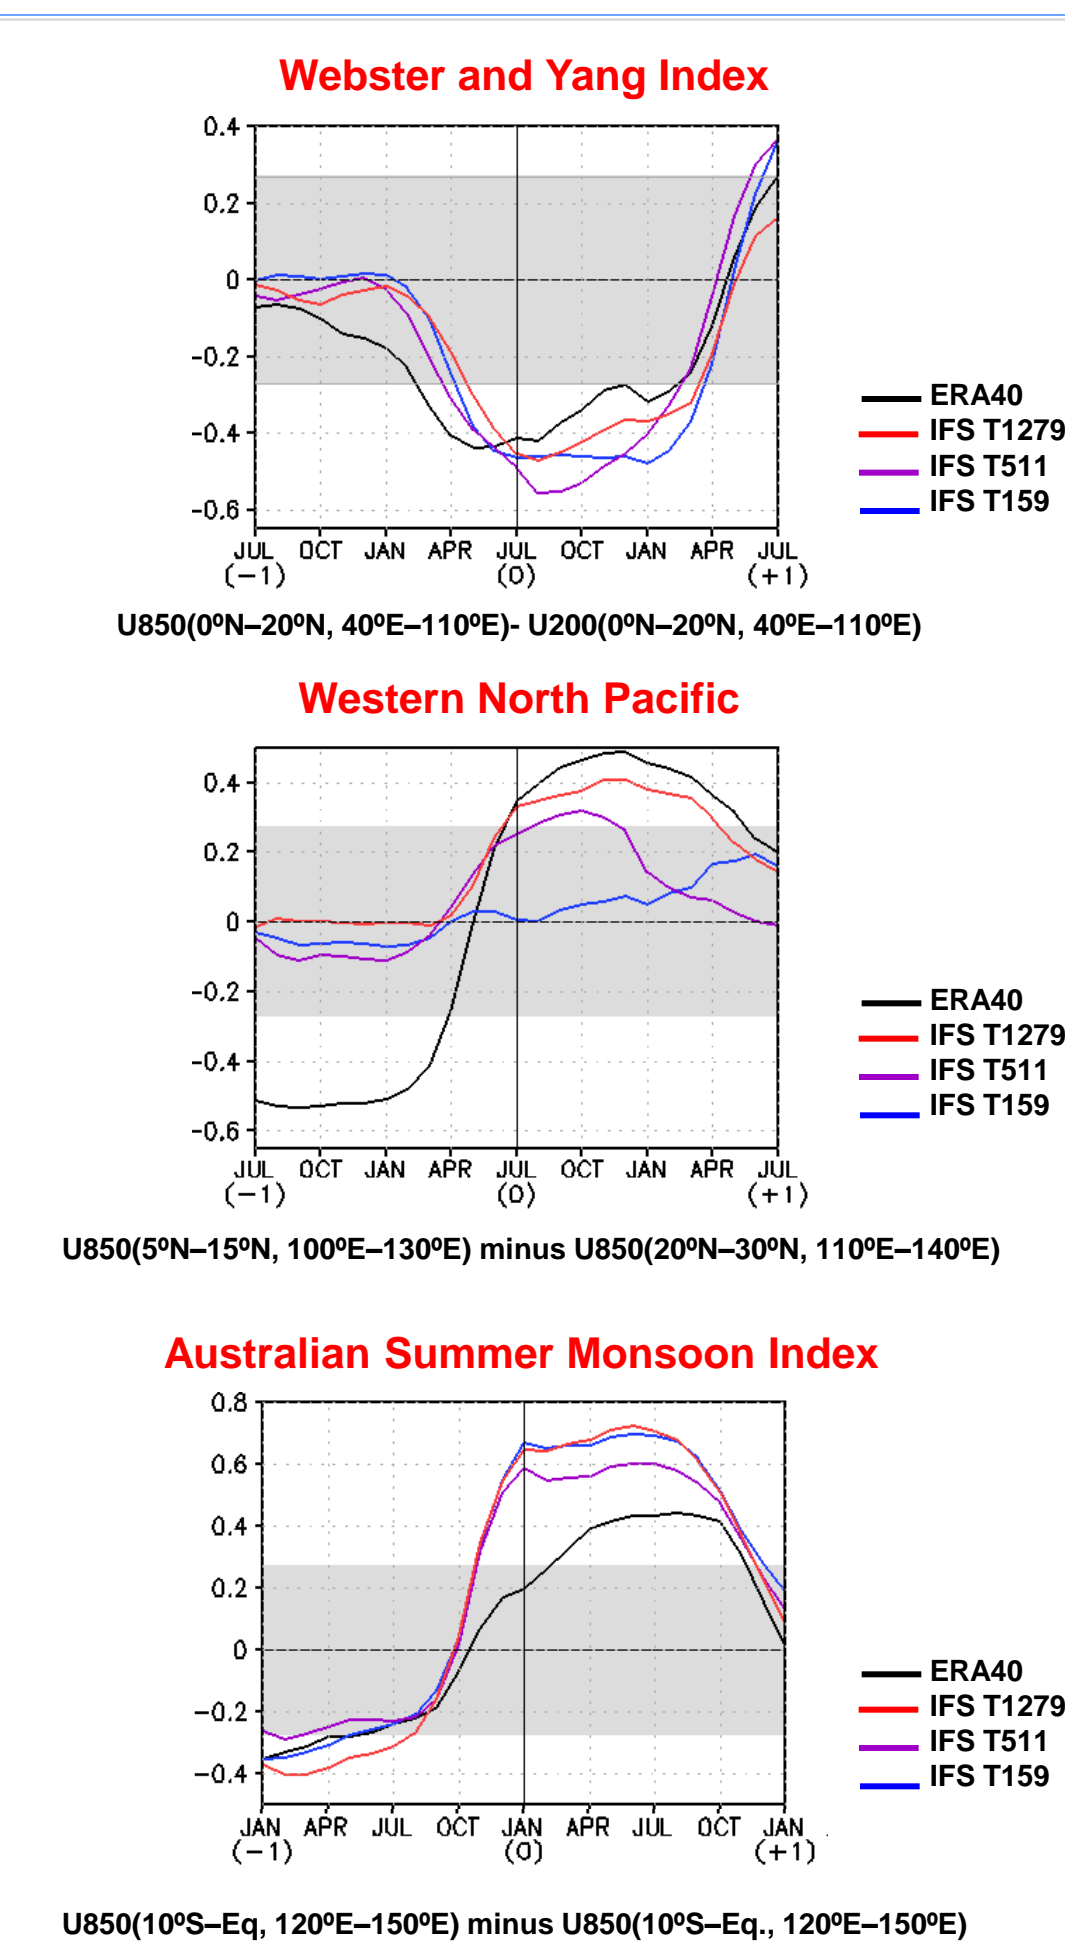 Webster and Yang Index
0.4
0.2
0
-0.2
-0.4
-0.6
JUL OCT JAN APR JUL OCT JAN APR JUL
(-1) (0) (+1)
ERA40
IFS T1279
IFS T511
IFS T159
U850(0ºN–20ºN, 40ºE–110ºE)- U200(0ºN–20ºN, 40ºE–110ºE)
Western North Pacific
0.4
0.2
0
-0.2
-0.4
-0.6
JUL OCT JAN APR JUL OCT JAN APR JUL
(-1) (0) (+1)
ERA40
IFS T1279
IFS T511
IFS T159
U850(5ºN–15ºN, 100ºE–130ºE) minus U850(20ºN–30ºN, 110ºE–140ºE)
Australian Summer Monsoon Index
0.8
0.6
0.4
0.2
0
-0.2
-0.4
JAN APR JUL OCT JAN APR JUL OCT JAN
(-1) (0) (+1)
ERA40
IFS T1279
IFS T511
IFS T159
U850(10ºS–Eq, 120ºE–150ºE) minus U850(10ºS–Eq., 120ºE–150ºE)